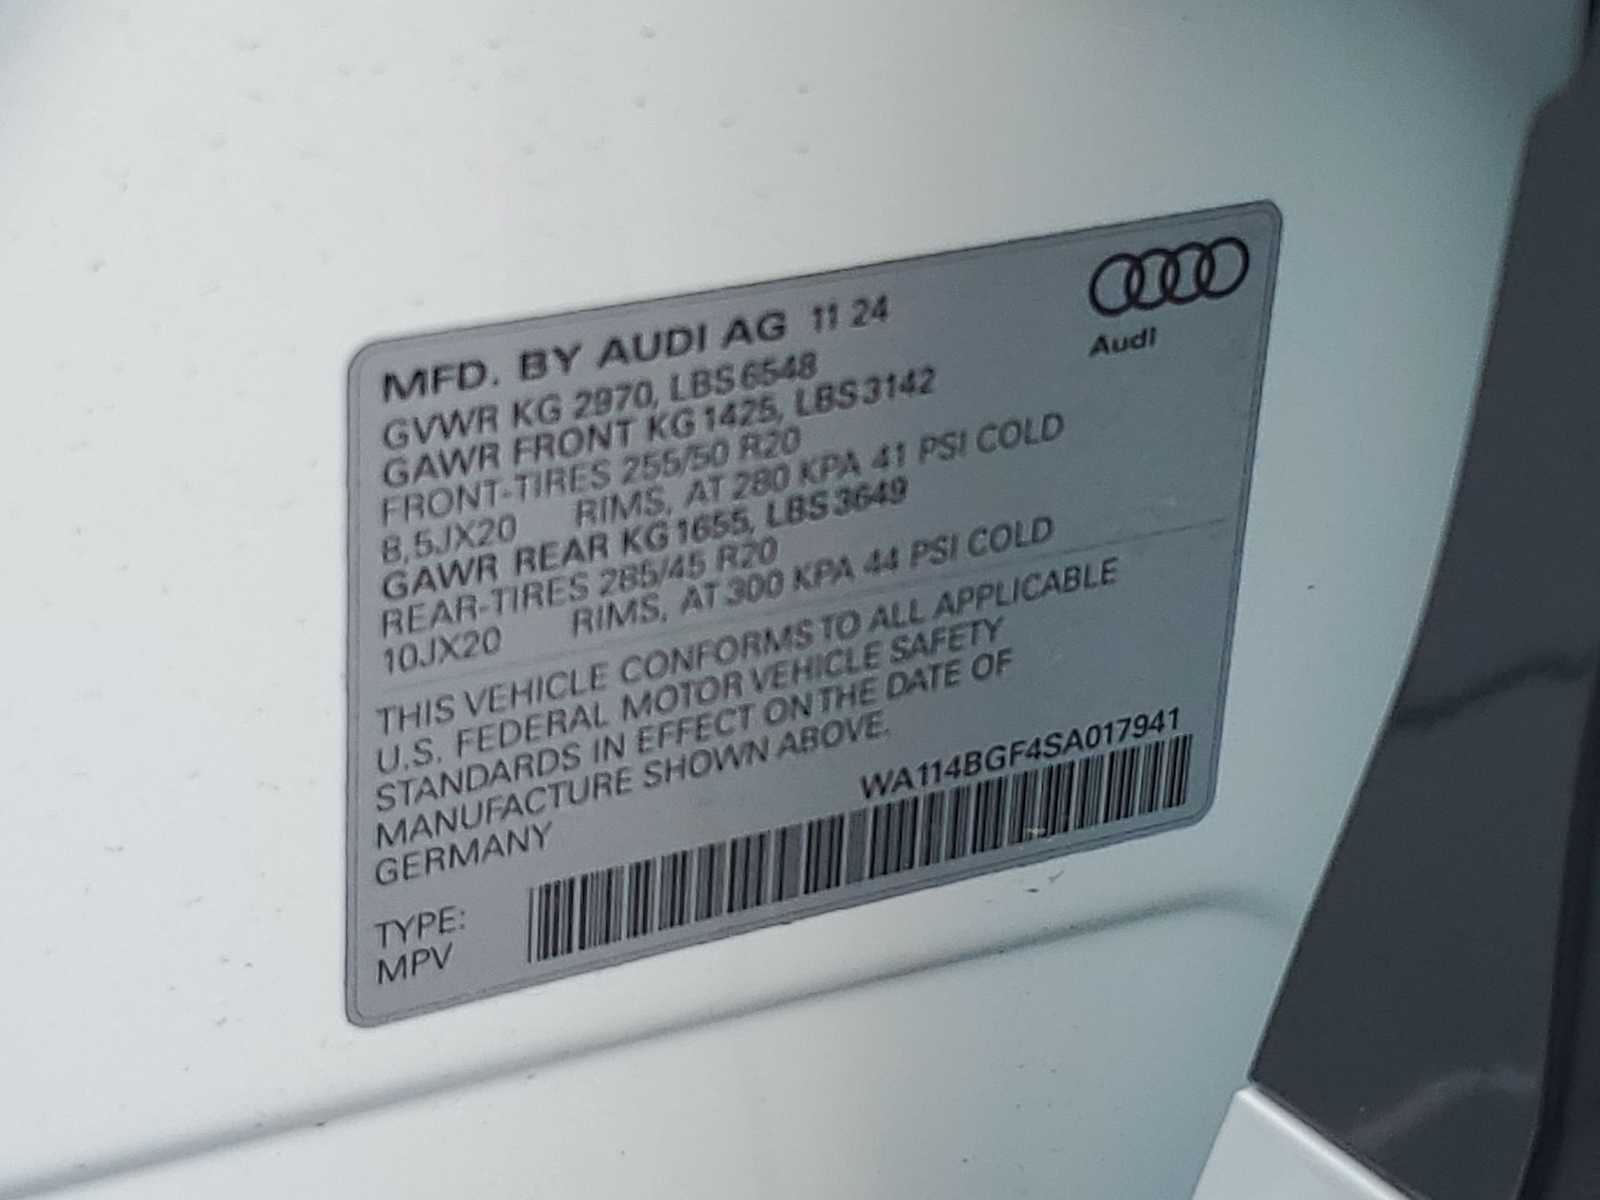 MFD. BY AUDI AG 11 24
Audi
GVWR KG 2970, LBS 6548
GAWR FRONT KG 1425, LBS 3142
FRONT-TIRES 255/50 R20
8,5JX20 RIMS, AT 280 KPA 41 PSI COLD
GAWR REAR KG 1655, LBS 3649
REAR-TIRES 285/45 R20
10JX20 RIMS, AT 300 KPA 44 PSI COLD
THIS VEHICLE CONFORMS TO ALL APPLICABLE
U.S. FEDERAL MOTOR VEHICLE SAFETY
STANDARDS IN EFFECT ON THE DATE OF
MANUFACTURE SHOWN ABOVE.
GERMANY
WA114BGF4SA017941
TYPE:
MPV